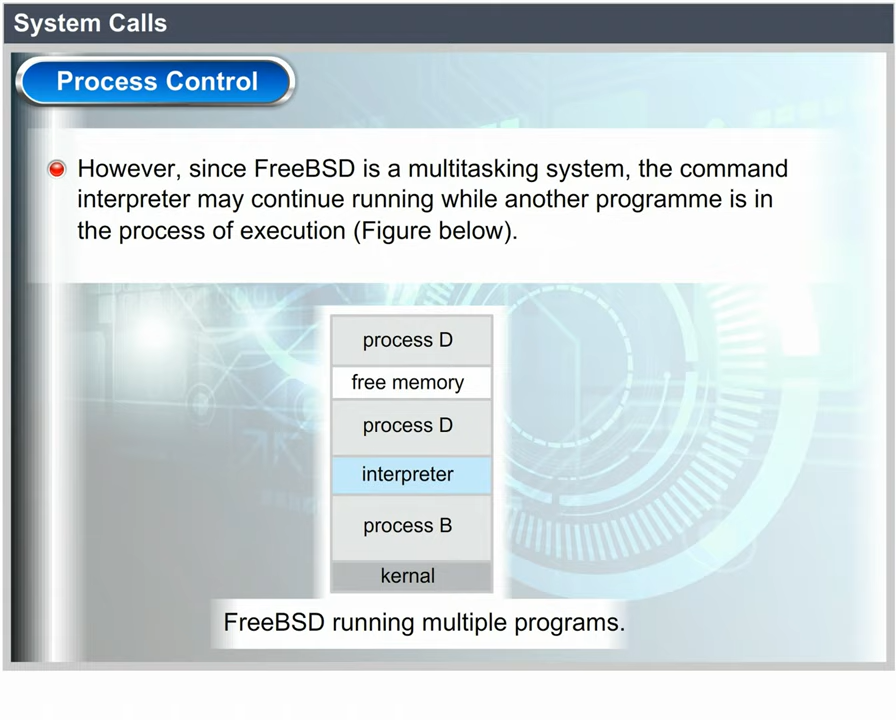 System Calls
Process Control
However, since FreeBSD is a multitasking system, the command
interpreter may continue running while another programme is in
the process of execution (Figure below).
process D
free memory
process D
interpreter
process B
kernal
FreeBSD running multiple programs.